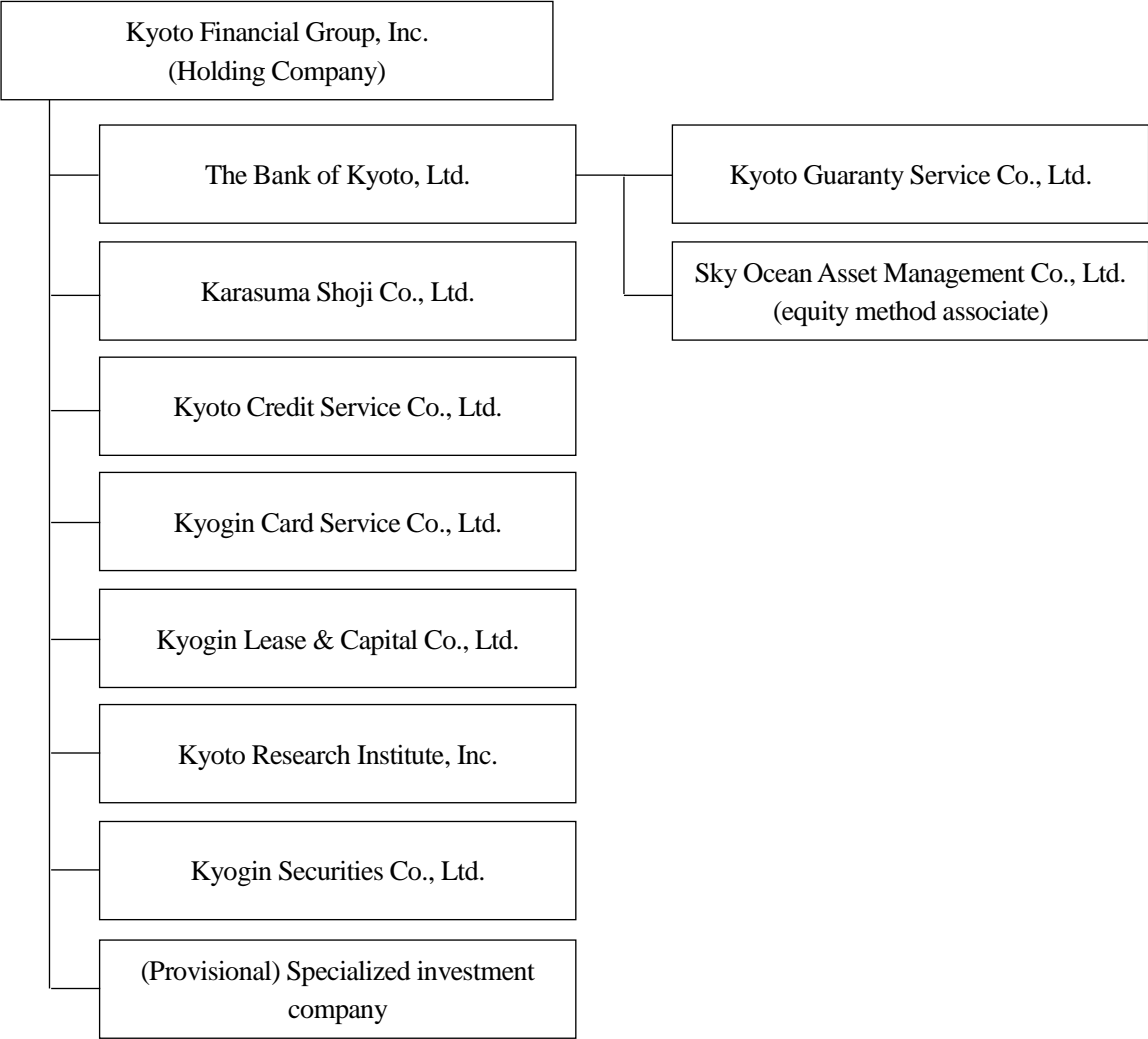 Kyoto Financial Group, Inc.
(Holding Company)
The Bank of Kyoto, Ltd.
Kyoto Guaranty Service Co., Ltd.
Sky Ocean Asset Management Co., Ltd.
(equity method associate)
Karasuma Shoji Co., Ltd.
Kyoto Credit Service Co., Ltd.
Kyogin Card Service Co., Ltd.
Kyogin Lease & Capital Co., Ltd.
Kyoto Research Institute, Inc.
Kyogin Securities Co., Ltd.
(Provisional) Specialized investment
company